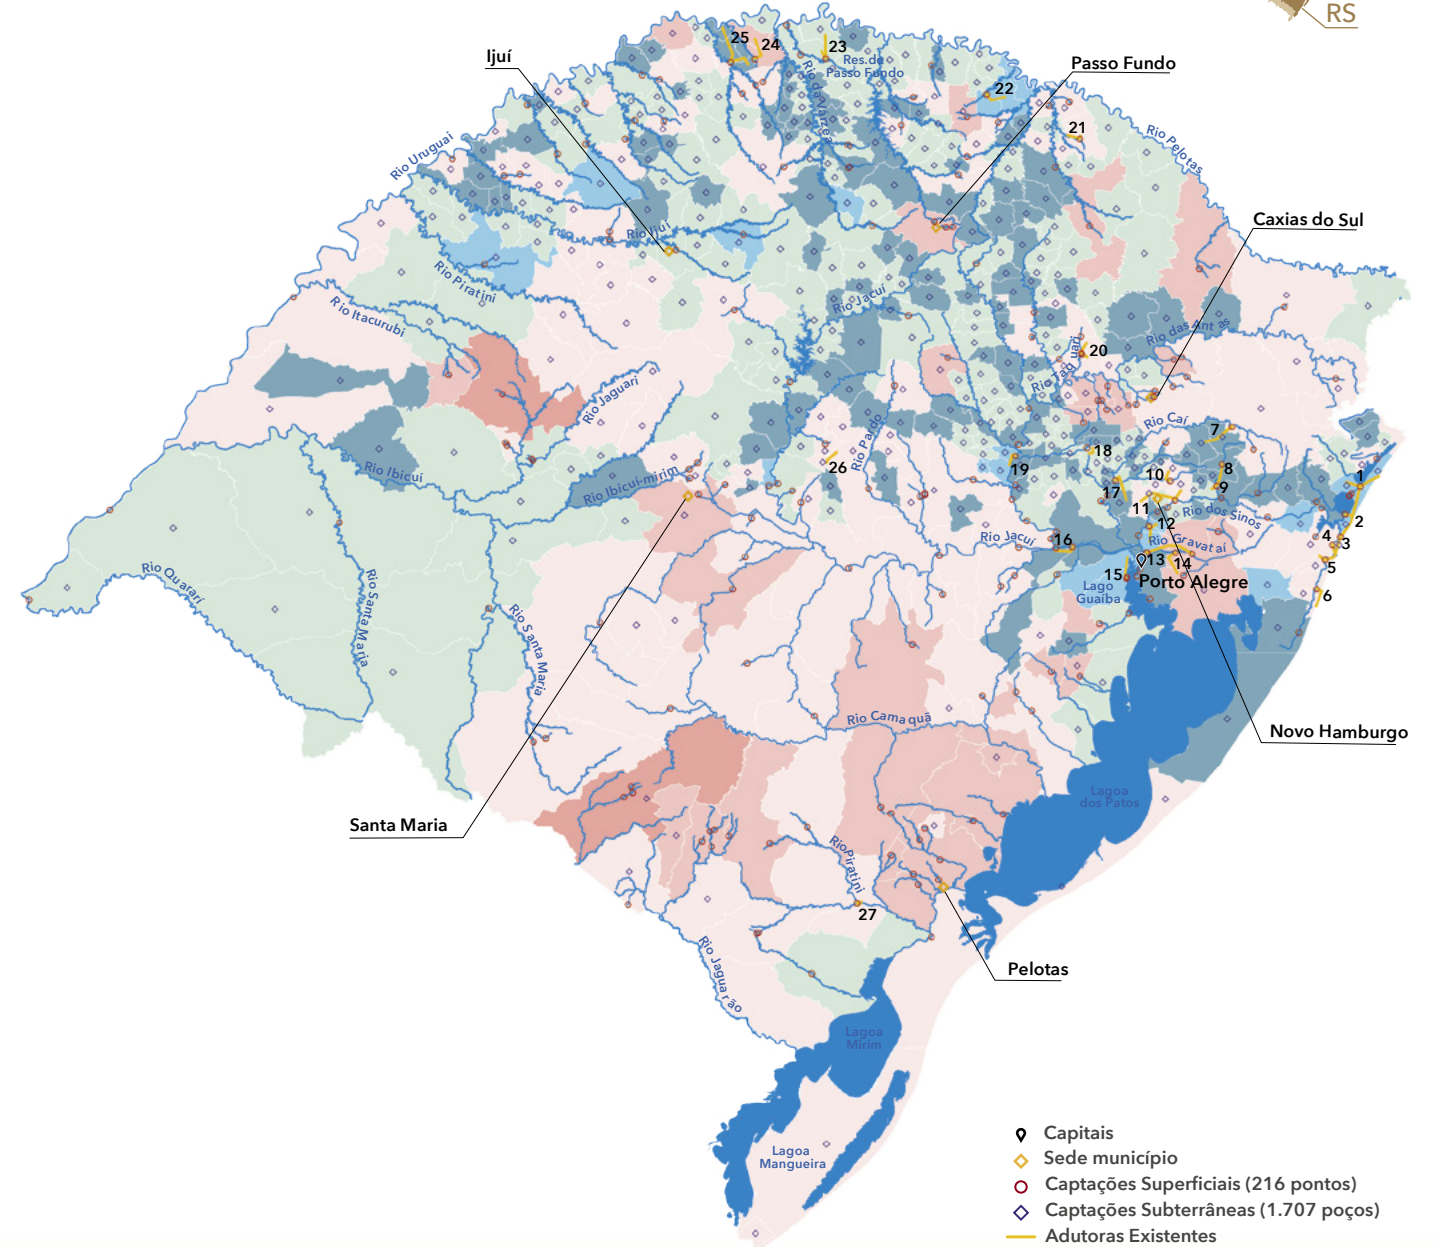 RS
Ijuí
25
24
23
Res.de
Passo Fundo
Passo Fundo
22
21
Rio da Várzea
Rio Uruguai
Rio Pelotas
Caxias do Sul
Rio Ijuí
Rio Piratini
Rio Itacurubi
Rio Jacuí
Rio das Antas
20
Rio Taquari
Rio Jaguari
Rio Caí
7
Rio Pardo
18
26
19
8
10
9
1
Rio Ibicuí
Rio Ibicuí-mirim
17
11
Rio dos Sinos
2
12
Rio Jacuí
16
Rio Gravataí
4
3
13
14
5
15
Porto Alegre
Lago
Guaíba
6
Rio Quaraí
Rio Santa Maria
Rio Santa Maria
Rio Camaquã
Novo Hamburgo
Lagoa
dos Patos
Santa Maria
Rio Piratini
27
Rio Jaguarão
Pelotas
Lagoa
Mirim
Lagoa
Mangueira
Capitais
Sede município
Captações Superficiais (216 pontos)
Captações Subterrâneas (1.707 poços)
Adutoras Existentes